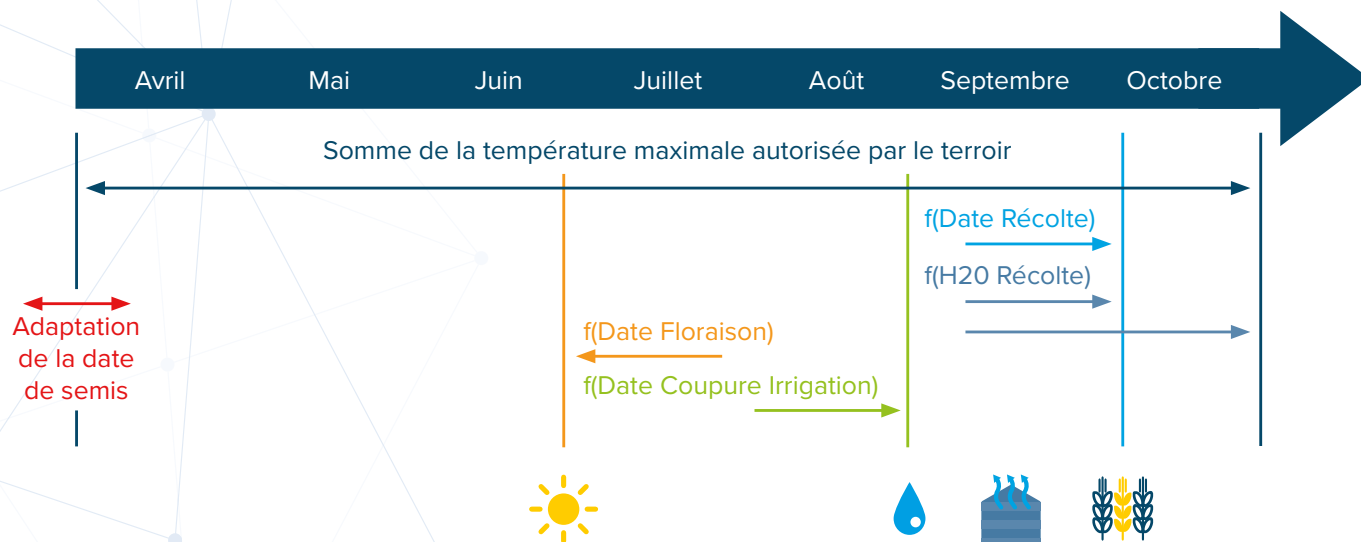 Avril Mai Juin Juillet Août Septembre Octobre
Somme de la température maximale autorisée par le terroir
f(Date Récolte)
f(H20 Récolte)
Adaptation
de la date
de semis
f(Date Floraison)
f(Date Coupure Irrigation)